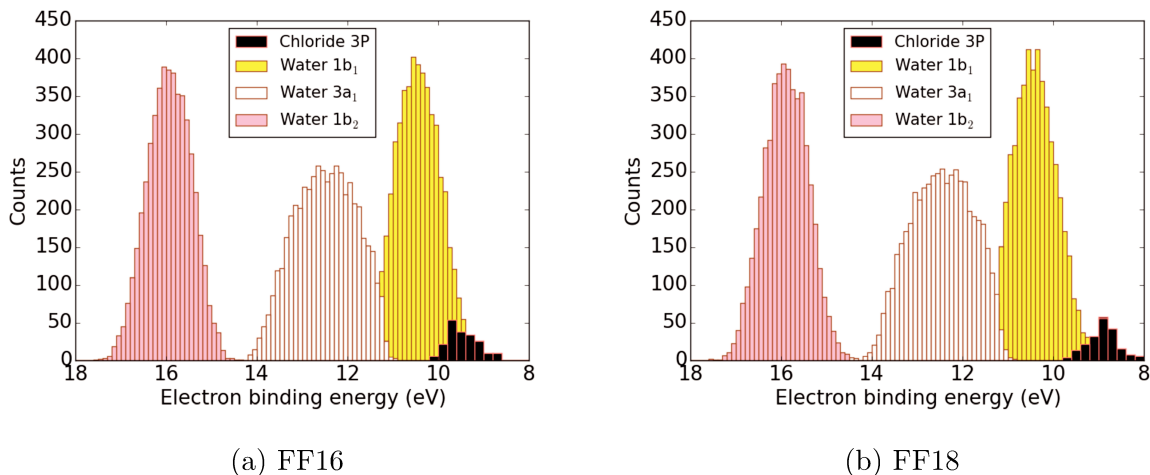 450
400
350
300
250
200
150
100
50
0
Counts
Chloride 3P
Water 1b₁
Water 3a₁
Water 1b₂
18 16 14 12 10 8
Electron binding energy (eV)
(a) FF16
450
400
350
300
250
200
150
100
50
0
Counts
Chloride 3P
Water 1b₁
Water 3a₁
Water 1b₂
18 16 14 12 10 8
Electron binding energy (eV)
(b) FF18